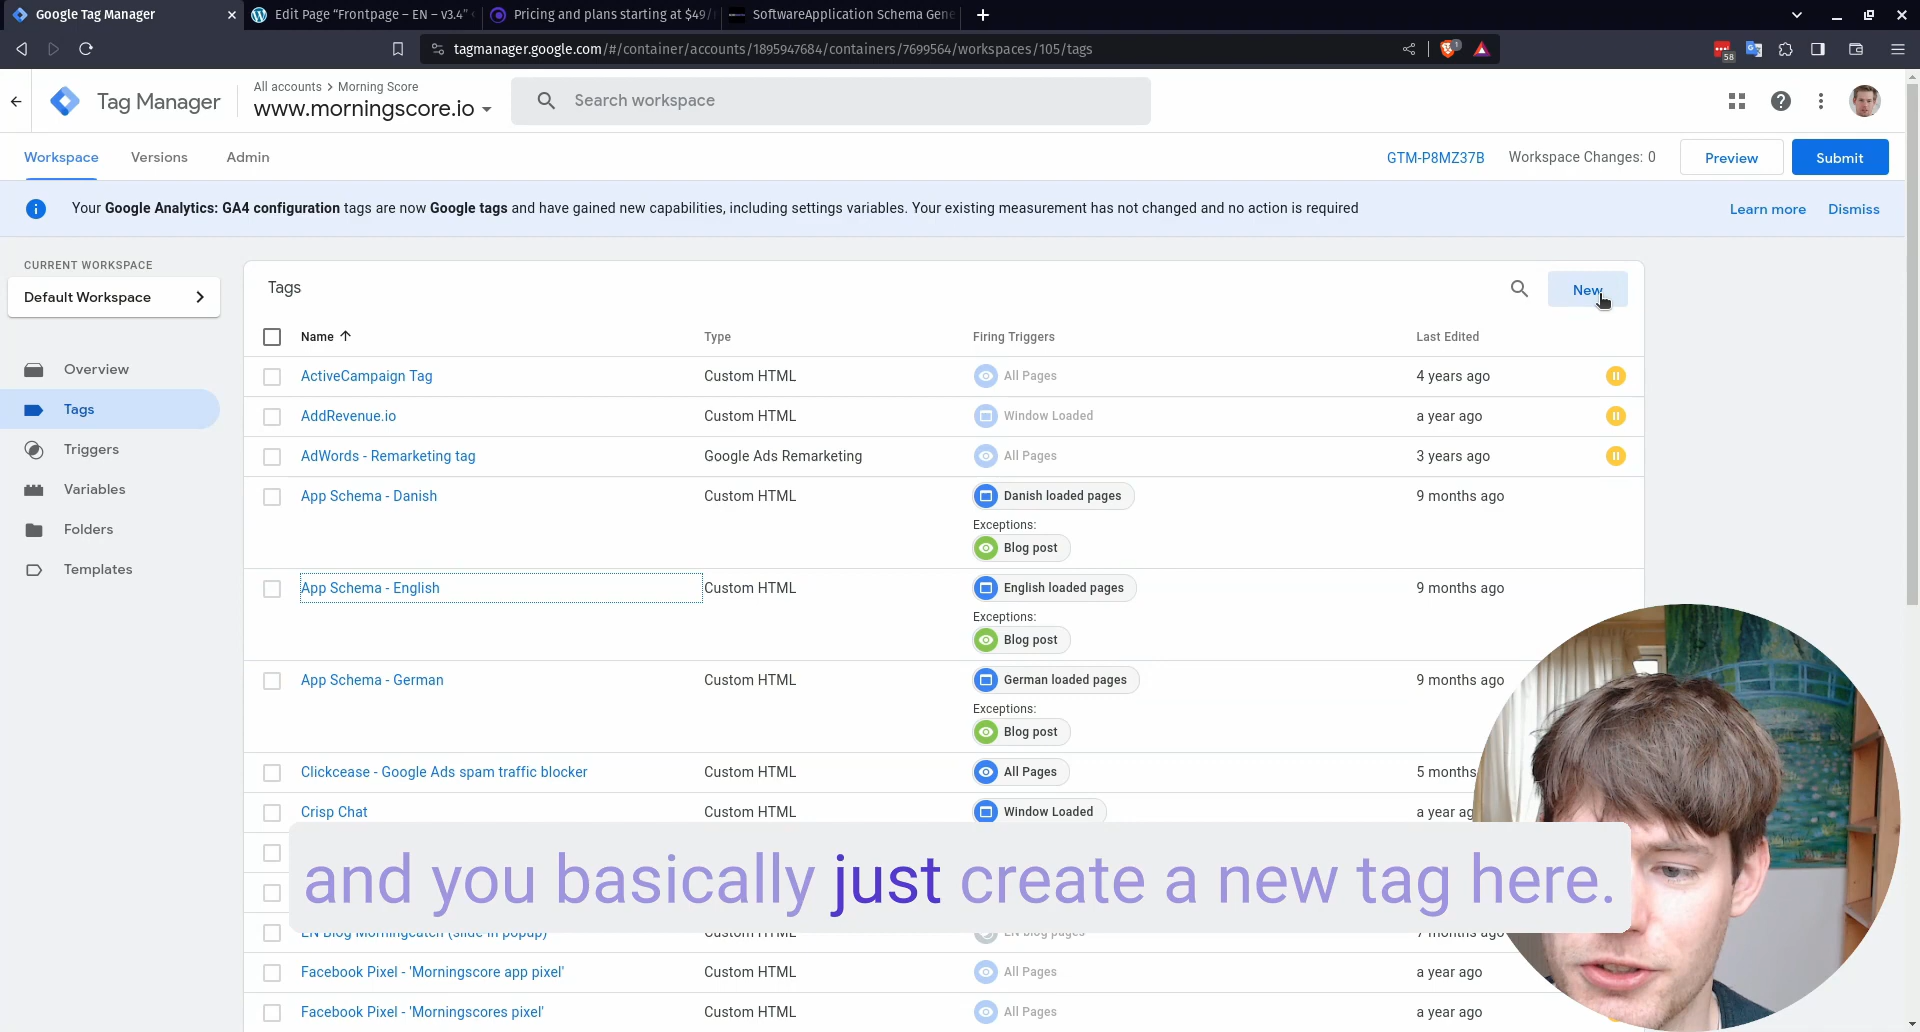 Google Tag Manager
Edit Page “Frontpage – EN – v3.4”
Pricing and plans starting at $49/
SoftwareApplication Schema Gene
tagmanager.google.com/#/container/accounts/1895947684/containers/7699564/workspaces/105/tags
1
58
Tag Manager
All accounts > Morning Score
www.morningscore.io
Search workspace
Workspace
Versions
Admin
GTM-P8MZ37B
Workspace Changes: 0
Preview
Submit
Your Google Analytics: GA4 configuration tags are now Google tags and have gained new capabilities, including settings variables. Your existing measurement has not changed and no action is required
Learn more
Dismiss
CURRENT WORKSPACE
Default Workspace
Overview
Tags
Triggers
Variables
Folders
Templates
Tags
New
Name
Type
Firing Triggers
Last Edited
ActiveCampaign Tag
Custom HTML
All Pages
4 years ago
AddRevenue.io
Custom HTML
Window Loaded
a year ago
AdWords - Remarketing tag
Google Ads Remarketing
All Pages
3 years ago
App Schema - Danish
Custom HTML
Danish loaded pages
9 months ago
Exceptions:
Blog post
App Schema - English
Custom HTML
English loaded pages
9 months ago
Exceptions:
Blog post
App Schema - German
Custom HTML
German loaded pages
9 months ago
Exceptions:
Blog post
Clickcease - Google Ads spam traffic blocker
Custom HTML
All Pages
5 months
Crisp Chat
Custom HTML
Window Loaded
a year ag
and you basically just create a new tag here.
EN Blog Morningcatch (slide in popup)
Custom HTML
EN blog pages
7 months ago
Facebook Pixel - 'Morningscore app pixel'
Custom HTML
All Pages
a year ago
Facebook Pixel - 'Morningscores pixel'
Custom HTML
All Pages
a year ago